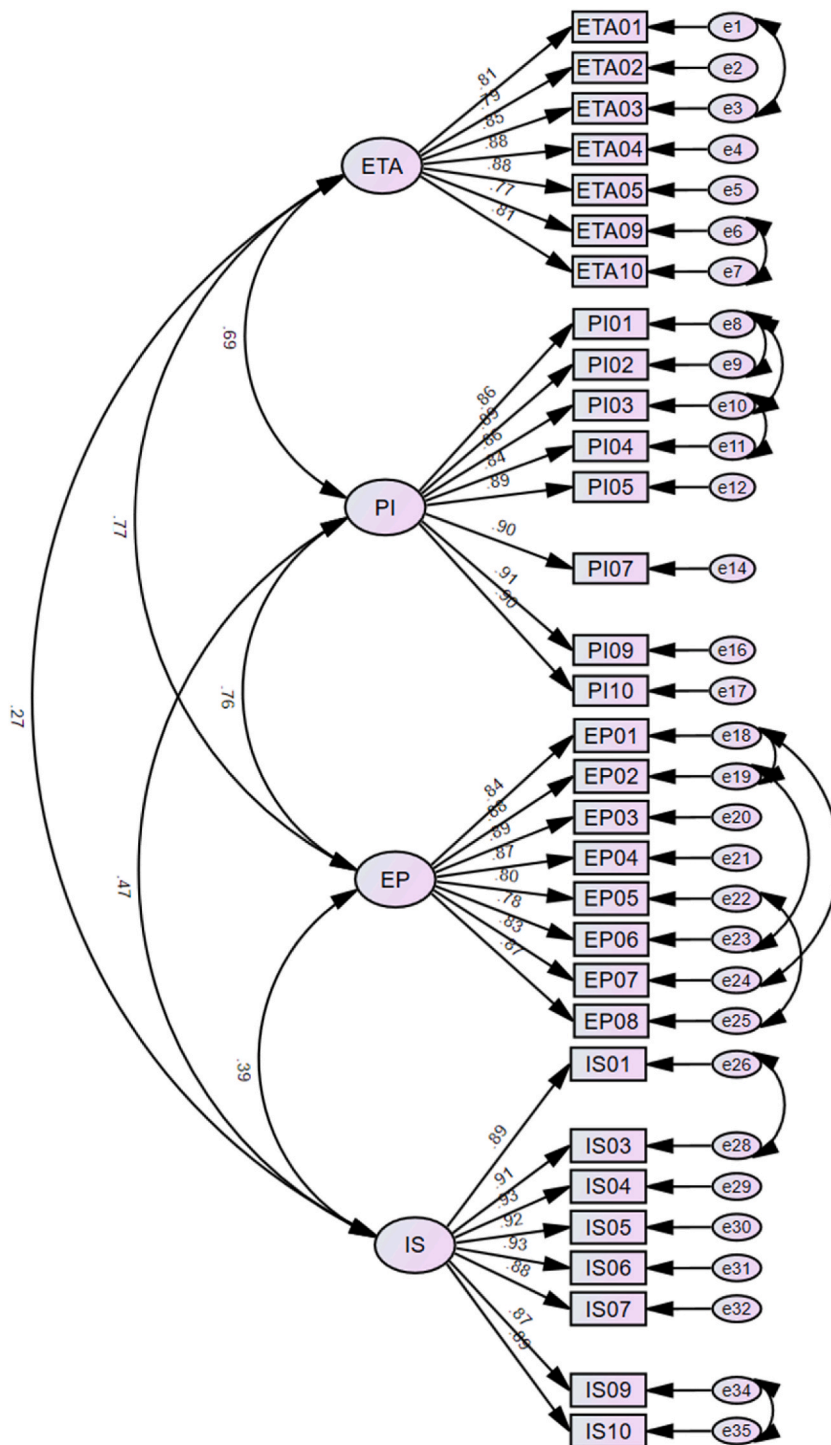 ETA01 e1
.81
ETA02 e2
.79
ETA03 e3
.85
ETA04 e4
.88
ETA
ETA05 e5
.88
ETA09 e6
.77
ETA10 e7
.81
.69
PI01 e8
.86
PI02 e9
.89
PI03 e10
.86
PI04 e11
.84
PI05 e12
.89
PI
.77
PI07 e14
.90
PI09 e16
.91
PI10 e17
.90
.27
.76
EP01 e18
.84
EP02 e19
.88
EP03 e20
.89
EP04 e21
.87
EP
EP05 e22
.80
EP06 e23
.78
EP07 e24
.83
EP08 e25
.87
.47
.39
IS01 e26
.89
IS03 e28
.91
IS04 e29
.93
IS05 e30
.92
IS
IS06 e31
.93
IS07 e32
.88
IS09 e34
.87
IS10 e35
.89